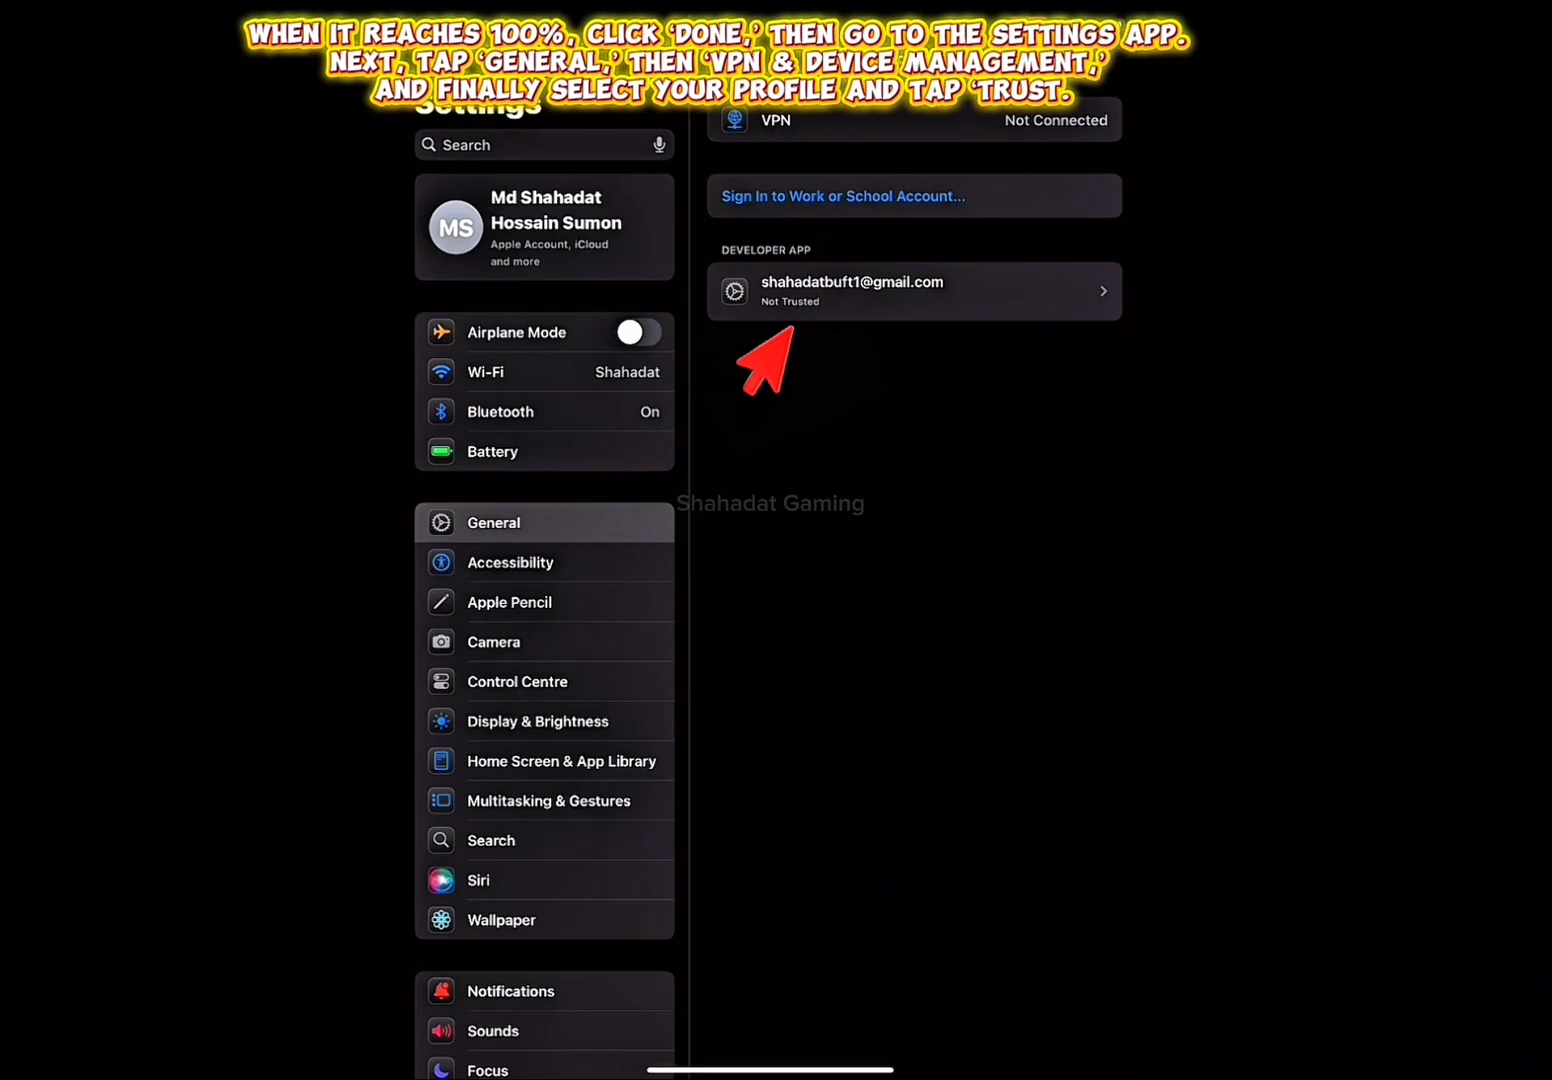 WHEN IT REACHES 100%, CLICK ‘DONE,’ THEN GO TO THE SETTINGS APP.
NEXT, TAP ‘GENERAL,’ THEN ‘VPN & DEVICE MANAGEMENT,’
AND FINALLY SELECT YOUR PROFILE AND TAP ‘TRUST.
Settings
Search
Md Shahadat
Hossain Sumon
MS
Apple Account, iCloud
and more
Airplane Mode
Wi-Fi Shahadat
Bluetooth On
Battery
General
Accessibility
Apple Pencil
Camera
Control Centre
Display & Brightness
Home Screen & App Library
Multitasking & Gestures
Search
Siri
Wallpaper
Notifications
Sounds
Focus
VPN Not Connected
Sign In to Work or School Account...
DEVELOPER APP
shahadatbuft1@gmail.com
Not Trusted
Shahadat Gaming